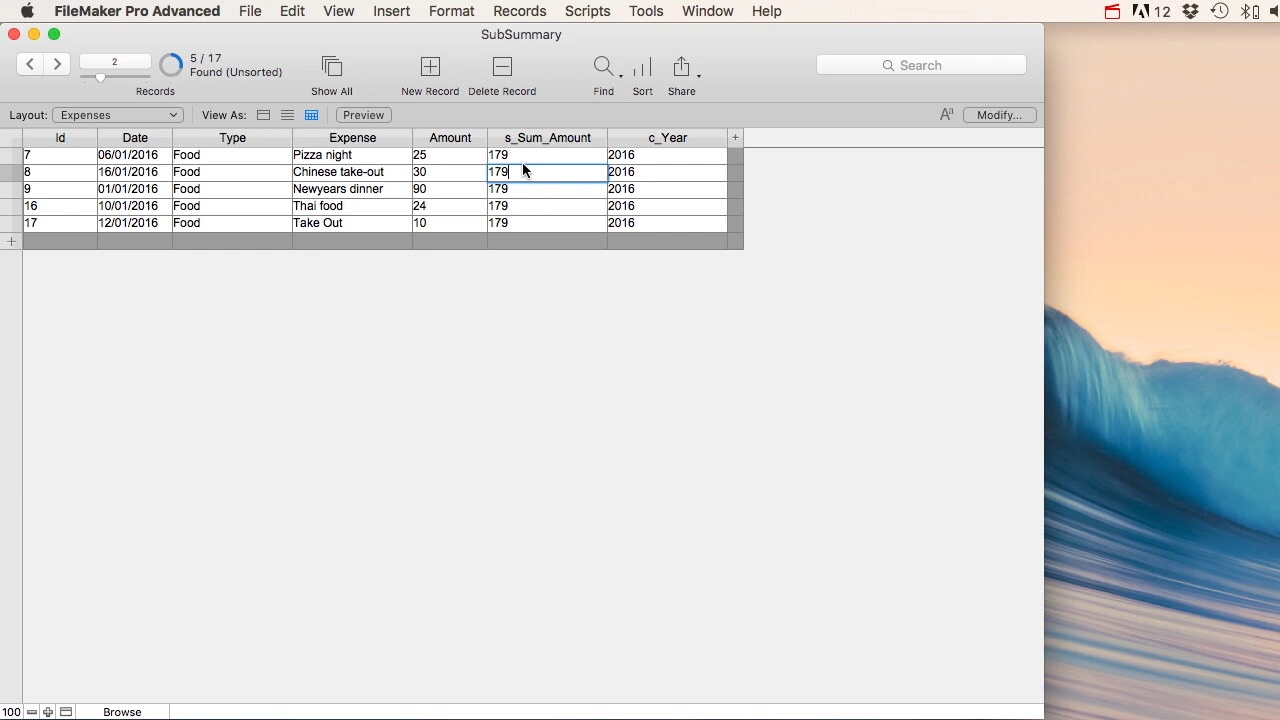 FileMaker Pro Advanced File Edit View Insert Format Records Scripts Tools Window Help 12
SubSummary
2 5 / 17
Found (Unsorted)
Search
Records Show All New Record Delete Record Find Sort Share
Layout: Expenses View As: Preview Aa Modify...
Id Date Type Expense Amount s_Sum_Amount c_Year +
7 06/01/2016 Food Pizza night 25 179 2016
8 16/01/2016 Food Chinese take-out 30 179 2016
9 01/01/2016 Food Newyears dinner 90 179 2016
16 10/01/2016 Food Thai food 24 179 2016
17 12/01/2016 Food Take Out 10 179 2016
+
100 Browse